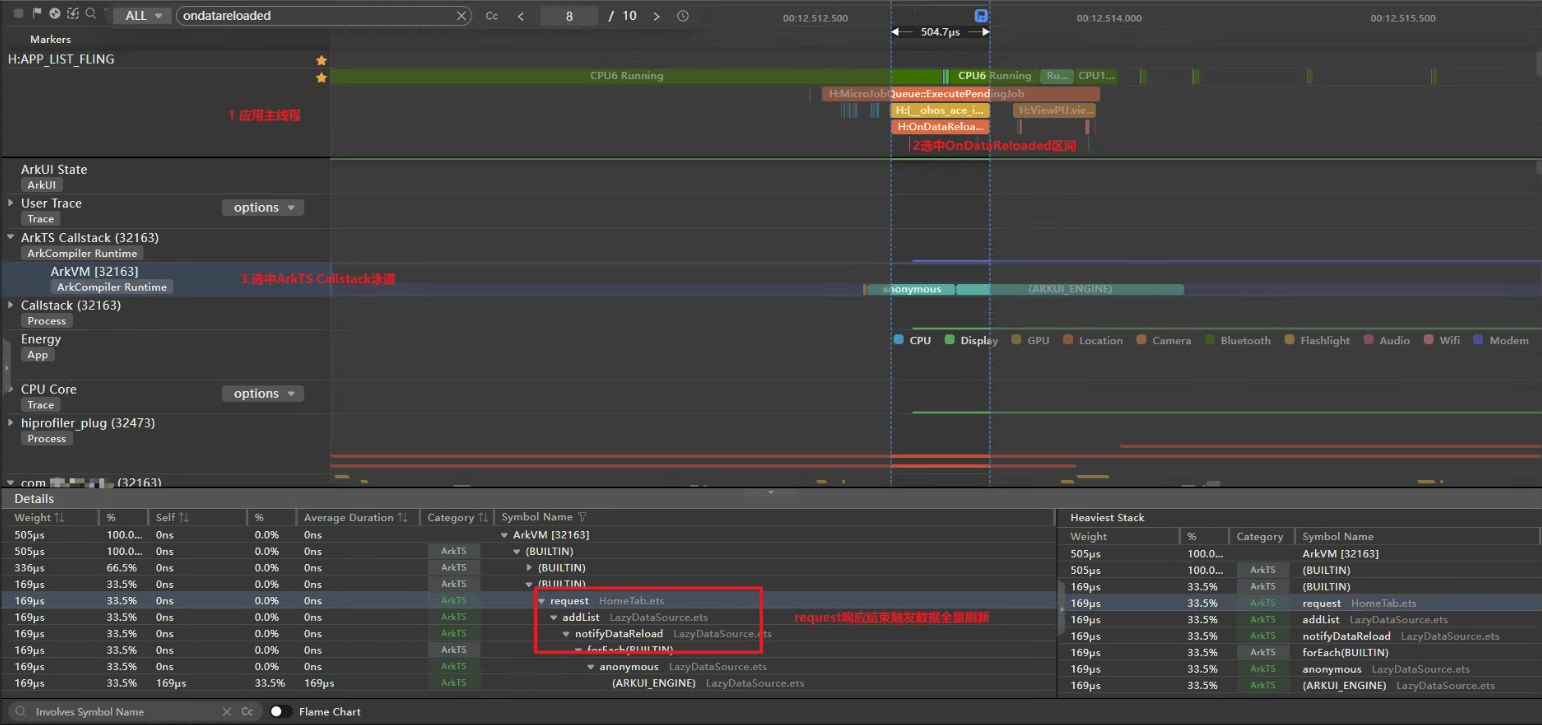 ALL ondatareloaded Cc 8 / 10
00:12.512.500 00:12.514.000 00:12.515.500
504.7μs
Markers
H:APP_LIST_FLING
CPU6 Running CPU6 Running Ru... CPU1...
H:MicroJobQueue::ExecutePendingJob
1 应用主线程
H:(__ohos_ace_i... H:ViewPU.vie...
H:OnDataReloa...
2选中OnDataReloaded区间
ArkUI State
ArkUI
User Trace options
Trace
ArkTS Callstack (32163)
ArkCompiler Runtime
ArkVM [32163]
3.选中ArkTS Callstack泳道
ArkCompiler Runtime
anonymous (ARKUI_ENGINE)
Callstack (32163)
Process
Energy
CPU Display GPU Location Camera Bluetooth Flashlight Audio Wifi Modem
App
CPU Core options
Trace
hiprofiler_plug (32473)
Process
com (32163)
Details
Weight % Self % Average Duration Category Symbol Name
505μs 100.0... 0ns 0.0% 0ns ArkVM [32163]
505μs 100.0... 0ns 0.0% 0ns ArkTS (BUILTIN)
336μs 66.5% 0ns 0.0% 0ns ArkTS (BUILTIN)
169μs 33.5% 0ns 0.0% 0ns ArkTS (BUILTIN)
169μs 33.5% 0ns 0.0% 0ns ArkTS request HomeTab.ets
169μs 33.5% 0ns 0.0% 0ns ArkTS addList LazyDataSource.ets
request响应结束触发数据全量刷新
169μs 33.5% 0ns 0.0% 0ns ArkTS notifyDataReload LazyDataSource.ets
169μs 33.5% 0ns 0.0% 0ns ArkTS forEach(BUILTIN)
169μs 33.5% 0ns 0.0% 0ns ArkTS anonymous LazyDataSource.ets
169μs 33.5% 169μs 33.5% 169μs ArkTS (ARKUI_ENGINE) LazyDataSource.ets
Heaviest Stack
Weight % Category Symbol Name
505μs 100.0... ArkVM [32163]
505μs 100.0... ArkTS (BUILTIN)
169μs 33.5% ArkTS (BUILTIN)
169μs 33.5% ArkTS request HomeTab.ets
169μs 33.5% ArkTS addList LazyDataSource.ets
169μs 33.5% ArkTS notifyDataReload LazyDataSource.ets
169μs 33.5% ArkTS forEach(BUILTIN)
169μs 33.5% ArkTS anonymous LazyDataSource.ets
169μs 33.5% ArkTS (ARKUI_ENGINE) LazyDataSource.ets
Involves Symbol Name Cc Flame Chart